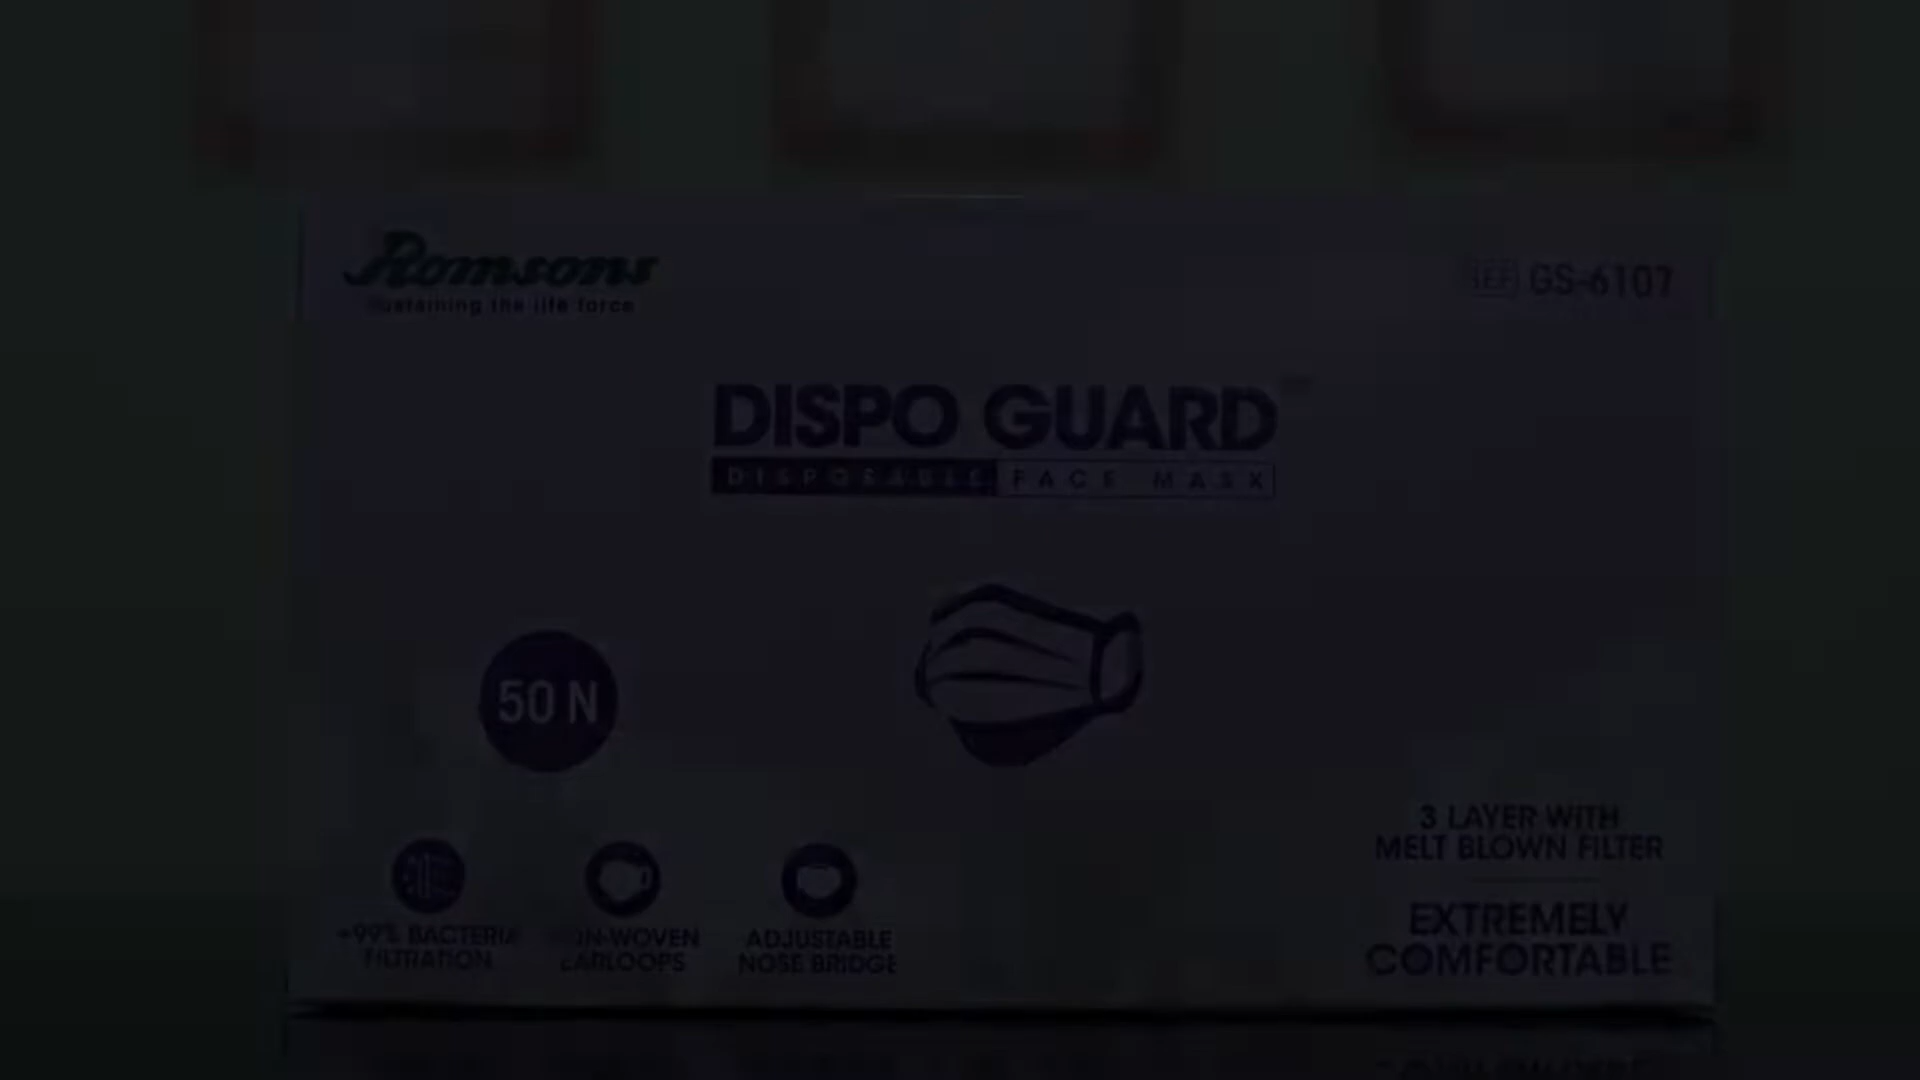 Romsons
Sustaining the life force
REF GS-6107
DISPO GUARD
DISPOSABLE FACE MASK
50 N
3 LAYER WITH
MELT BLOWN FILTER
EXTREMELY
COMFORTABLE
+99% BACTERIA
FILTRATION
NON-WOVEN
EARLOOPS
ADJUSTABLE
NOSE BRIDGE